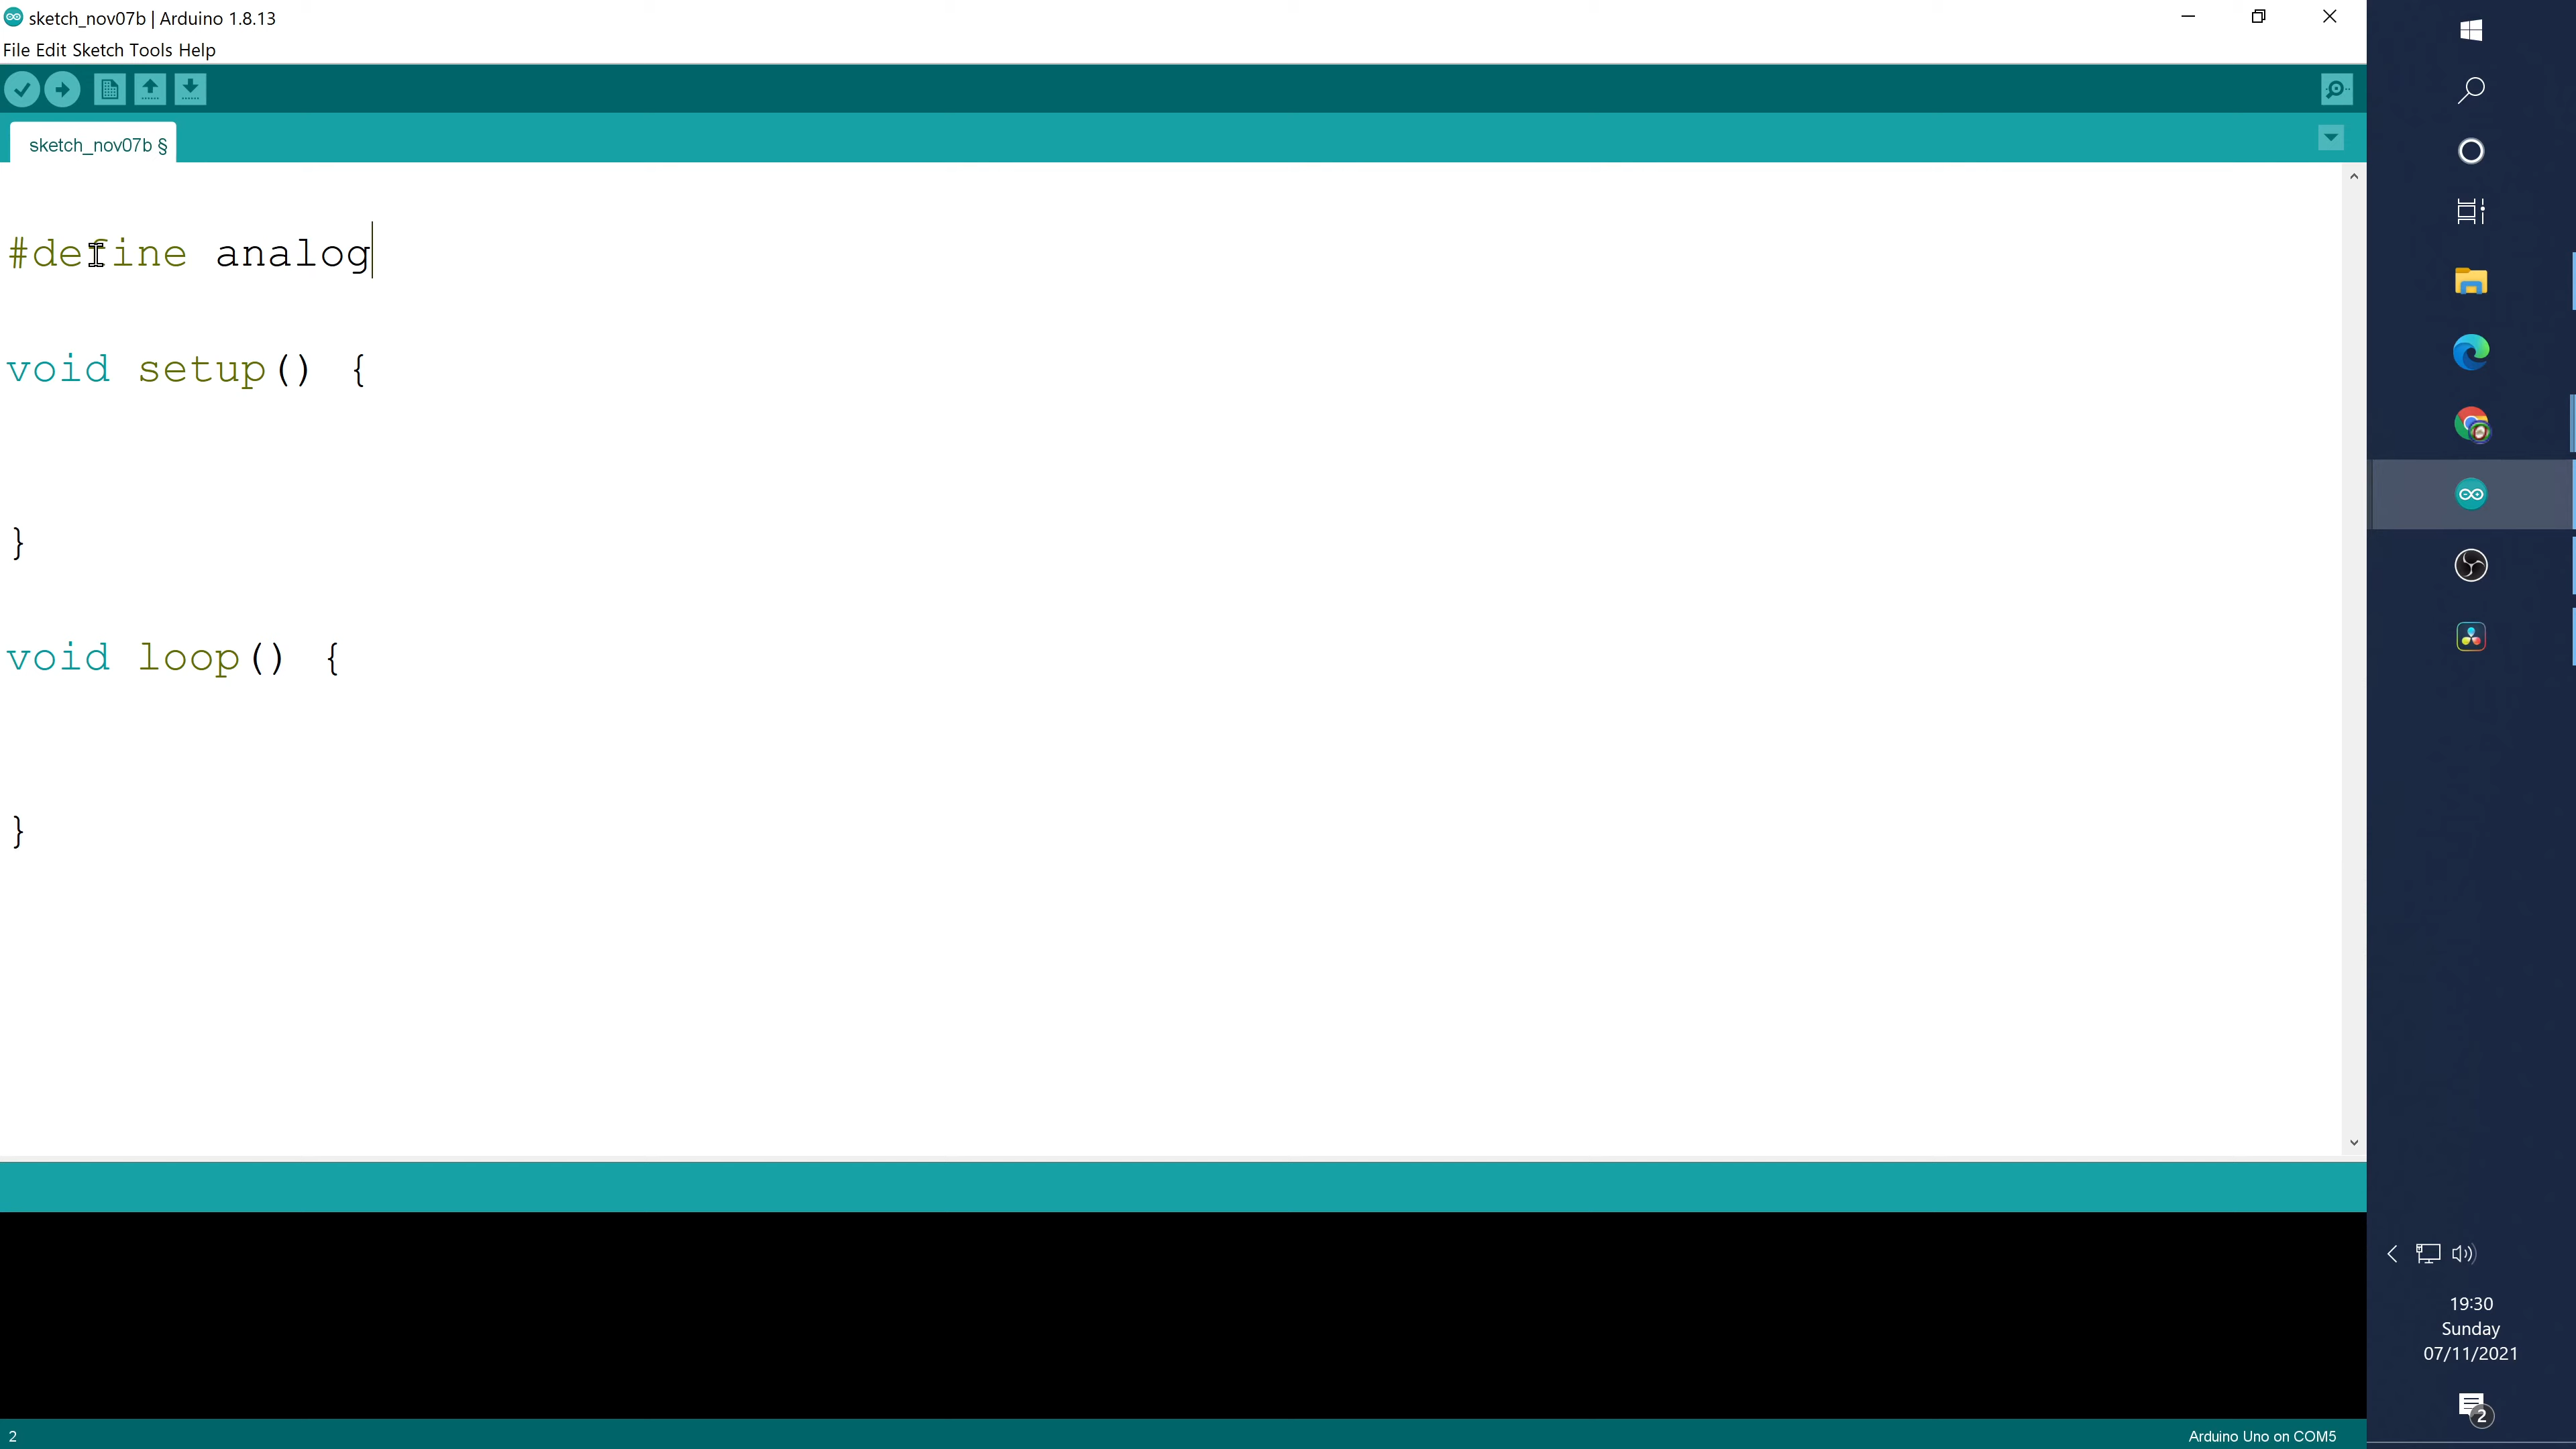 sketch_nov07b | Arduino 1.8.13
File Edit Sketch Tools Help
sketch_nov07b §
#define analog
void setup() {
}
void loop() {
}
19:30
Sunday
07/11/2021
2
2
Arduino Uno on COM5